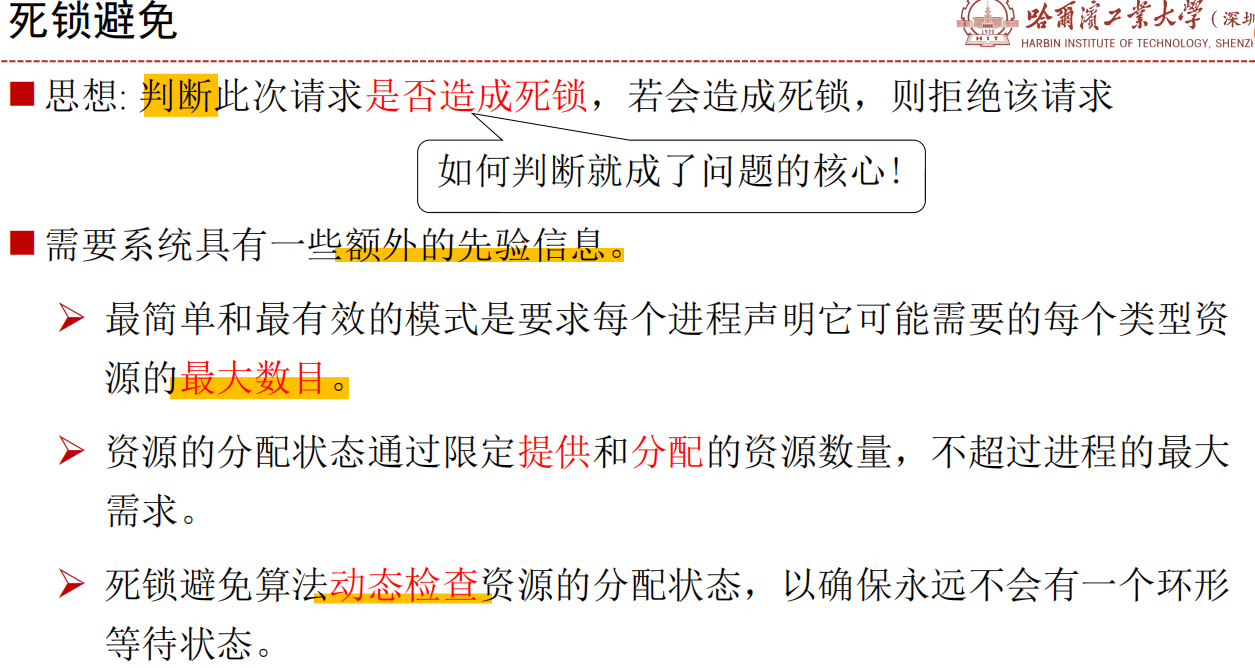 死锁避免
哈爾濱工業大學（深圳
HARBIN INSTITUTE OF TECHNOLOGY, SHENZH
HIT
思想: 判断此次请求是否造成死锁，若会造成死锁，则拒绝该请求
如何判断就成了问题的核心！
需要系统具有一些额外的先验信息。
最简单和最有效的模式是要求每个进程声明它可能需要的每个类型资
源的最大数目。
资源的分配状态通过限定提供和分配的资源数量，不超过进程的最大
需求。
死锁避免算法动态检查资源的分配状态，以确保永远不会有一个环形
等待状态。